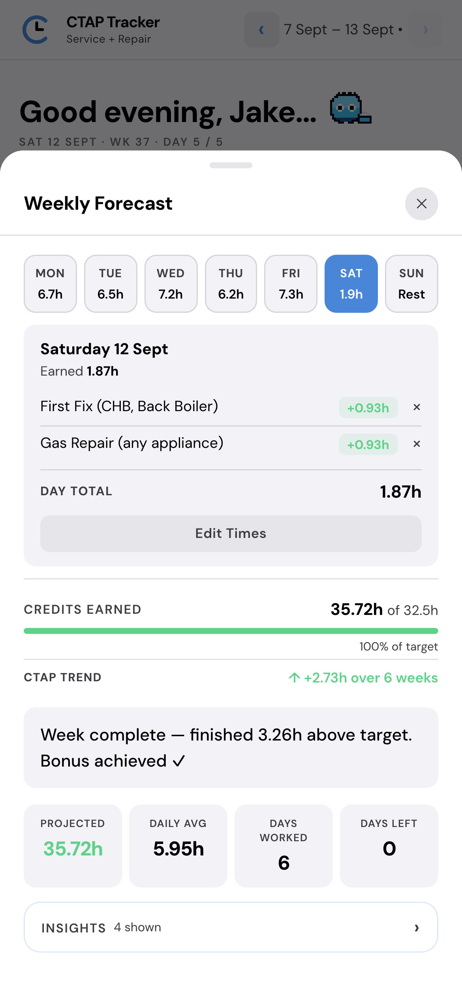 CTAP Tracker
Service + Repair
‹ 7 Sept – 13 Sept • ›
Good evening, Jake...
SAT 12 SEPT · WK 37 · DAY 5 / 5
Weekly Forecast ×
MON TUE WED THU FRI SAT SUN
6.7h 6.5h 7.2h 6.2h 7.3h 1.9h Rest
Saturday 12 Sept
Earned 1.87h
First Fix (CHB, Back Boiler) +0.93h ×
Gas Repair (any appliance) +0.93h ×
DAY TOTAL 1.87h
Edit Times
CREDITS EARNED 35.72h of 32.5h
100% of target
CTAP TREND ↑ +2.73h over 6 weeks
Week complete — finished 3.26h above target.
Bonus achieved ✓
PROJECTED
35.72h
DAILY AVG
5.95h
DAYS
WORKED
6
DAYS LEFT
0
INSIGHTS 4 shown ›